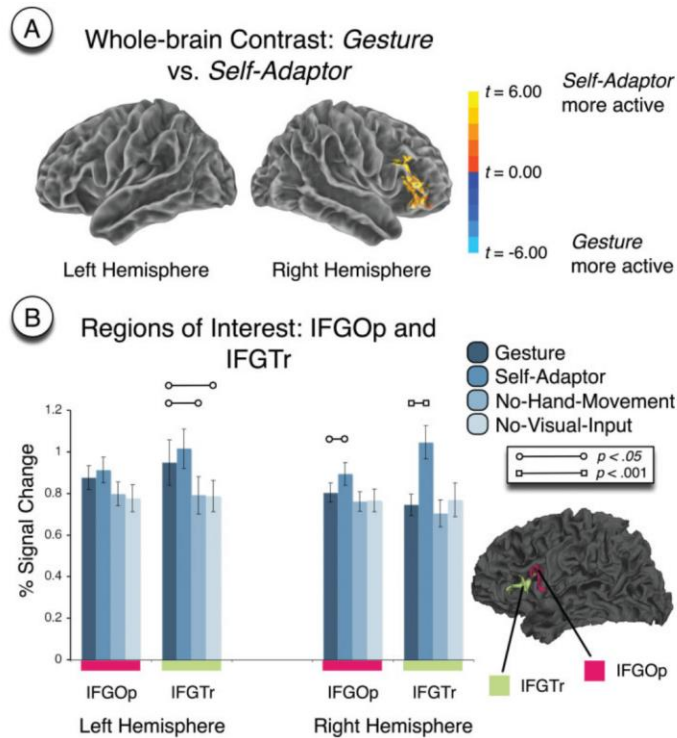 A
Whole-brain Contrast: Gesture
vs. Self-Adaptor
t = 6.00
Self-Adaptor
more active
t = 0.00
t = -6.00
Gesture
more active
Left Hemisphere
Right Hemisphere
B
Regions of Interest: IFGOp and
IFGTr
Gesture
Self-Adaptor
No-Hand-Movement
No-Visual-Input
p < .05
p < .001
% Signal Change
1.2
1
0.8
0.6
0.4
0.2
0
IFGOp
IFGTr
IFGOp
IFGTr
Left Hemisphere
Right Hemisphere
IFGTr
IFGOp